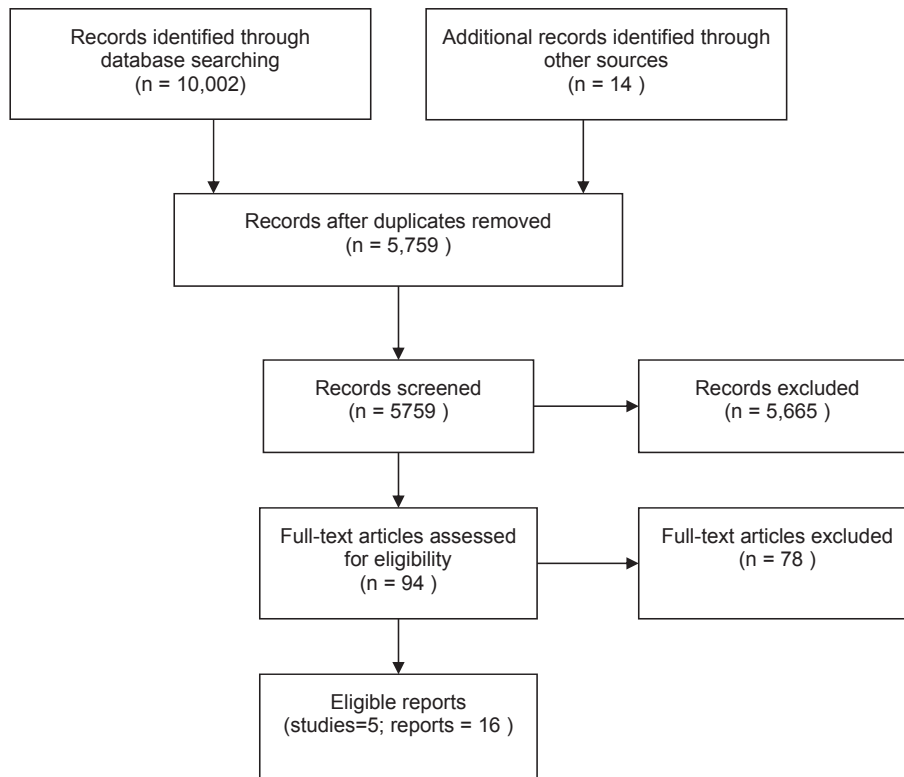 Records identified through
database searching
(n = 10,002)
Additional records identified through
other sources
(n = 14 )
Records after duplicates removed
(n = 5,759 )
Records screened
(n = 5759 )
Records excluded
(n = 5,665 )
Full-text articles assessed
for eligibility
(n = 94 )
Full-text articles excluded
(n = 78 )
Eligible reports
(studies=5; reports = 16 )